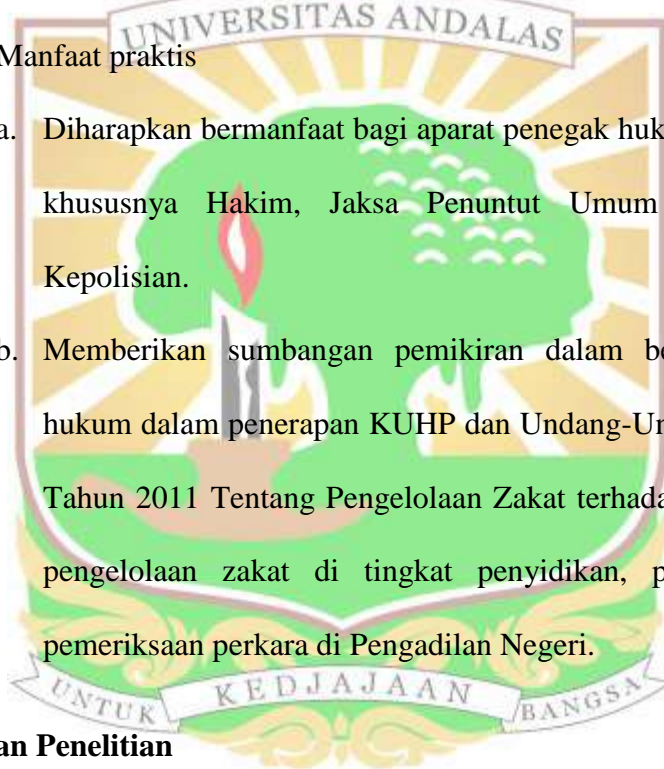 UNIVERSITAS ANDALAS
Manfaat praktis
a. Diharapkan bermanfaat bagi aparat penegak huk
khususnya Hakim, Jaksa Penuntut Umum
Kepolisian.
b. Memberikan sumbangan pemikiran dalam be
hukum dalam penerapan KUHP dan Undang-Un
Tahun 2011 Tentang Pengelolaan Zakat terhada
pengelolaan zakat di tingkat penyidikan, p
pemeriksaan perkara di Pengadilan Negeri.
UNTUK KEDJAJAAN BANGSA
an Penelitian